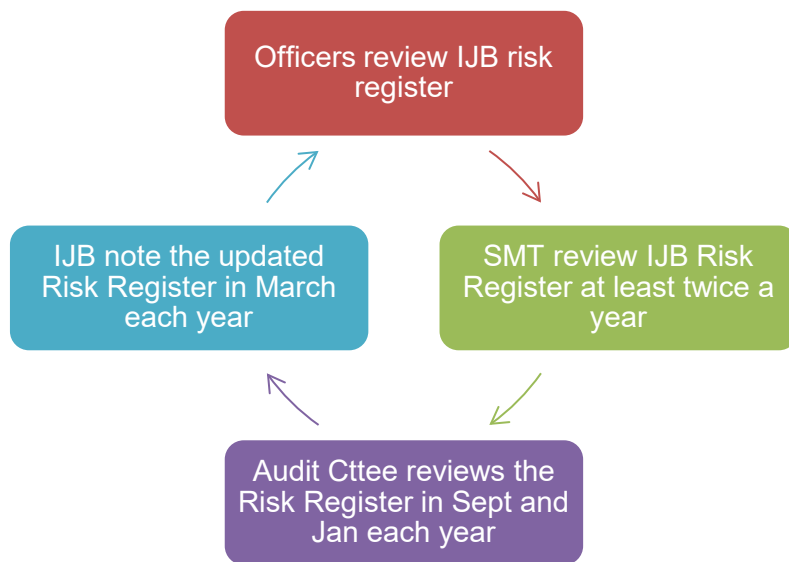 Officers review IJB risk
register
SMT review IJB Risk
Register at least twice a
year
Audit Cttee reviews the
Risk Register in Sept and
Jan each year
IJB note the updated
Risk Register in March
each year